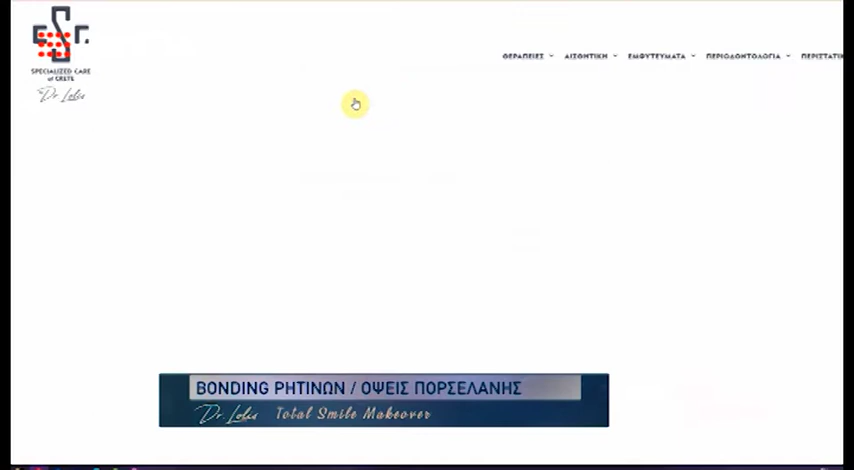 SPECIALIZED CARE
of CRETE
Dr. Lolis
ΘΕΡΑΠΕΙΕΣ ΑΙΣΘΗΤΙΚΗ ΕΜΦΥΤΕΥΜΑΤΑ ΠΕΡΙΟΔΟΝΤΟΛΟΓΙΑ ΠΕΡΙΣΤΑΤΙΚ
BONDING ΡΗΤΙΝΩΝ / ΟΨΕΙΣ ΠΟΡΣΕΛΑΝΗΣ
Dr. Lolis Total Smile Makeover